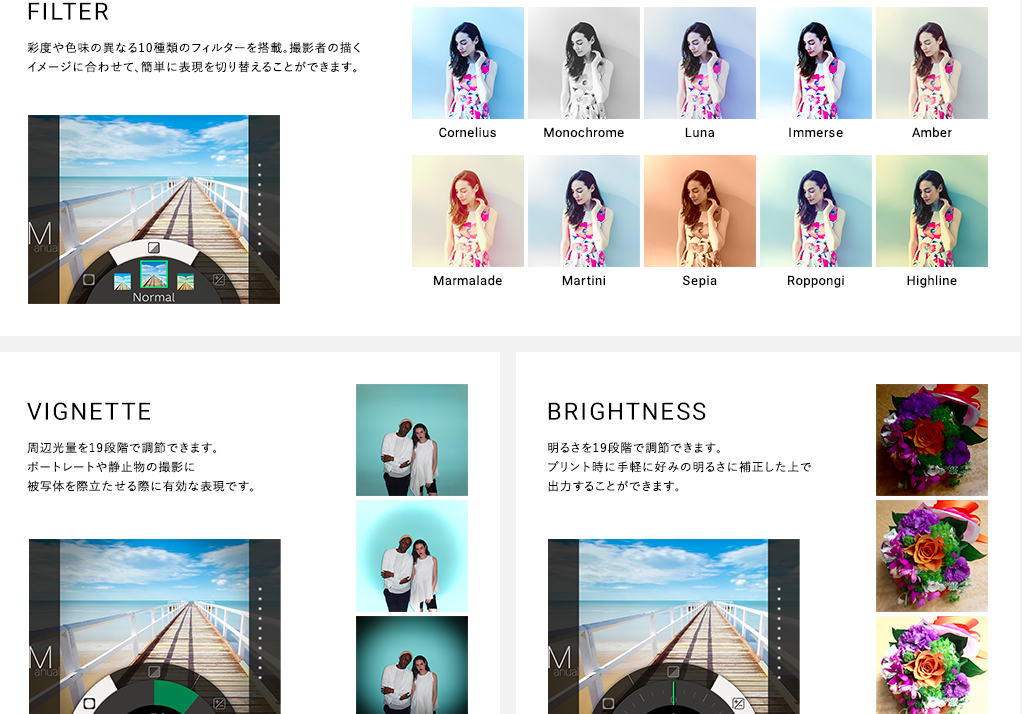 FILTER
彩度や色味の異なる10種類のフィルターを搭載。撮影者の描く
イメージに合わせて、簡単に表現を切り替えることができます。
Cornelius
Monochrome
Luna
Immerse
Amber
Manual
Normal
Marmalade
Martini
Sepia
Roppongi
Highline
VIGNETTE
周辺光量を19段階で調節できます。
ポートレートや静止物の撮影に
被写体を際立たせる際に有効な表現です。
Manual
BRIGHTNESS
明るさを19段階で調節できます。
プリント時に手軽に好みの明るさに補正した上で
出力することができます。
Manual